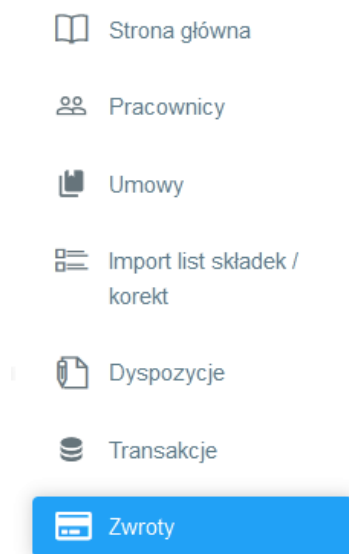 Strona główna
Pracownicy
Umowy
Import list składek /
korekt
Dyspozycje
Transakcje
Zwroty